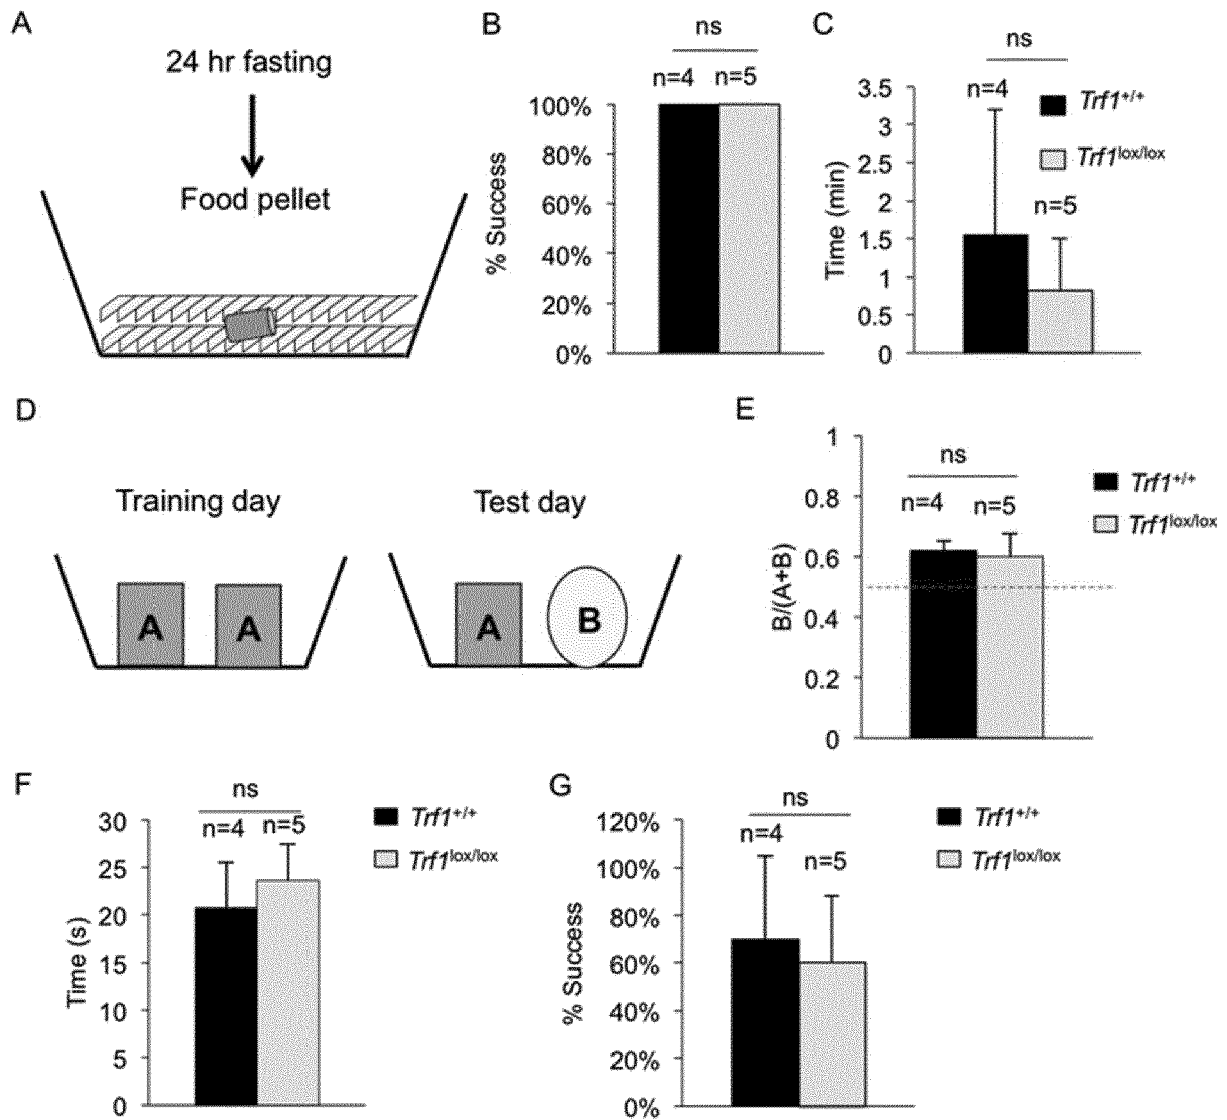 A
24 hr fasting
Food pellet
B
ns
n=4 n=5
% Success
100%
80%
60%
40%
20%
0%
C
ns
n=4
n=5
Time (min)
3.5
3
2.5
2
1.5
1
0.5
0
Trf1+/+
Trf1lox/lox
D
Training day
A
A
Test day
A
B
E
ns
n=4
n=5
B/(A+B)
1
0.8
0.6
0.4
0.2
0
Trf1+/+
Trf1lox/lox
F
ns
n=4
n=5
Time (s)
30
25
20
15
10
5
0
Trf1+/+
Trf1lox/lox
G
ns
n=4
n=5
% Success
120%
100%
80%
60%
40%
20%
0%
Trf1+/+
Trf1lox/lox